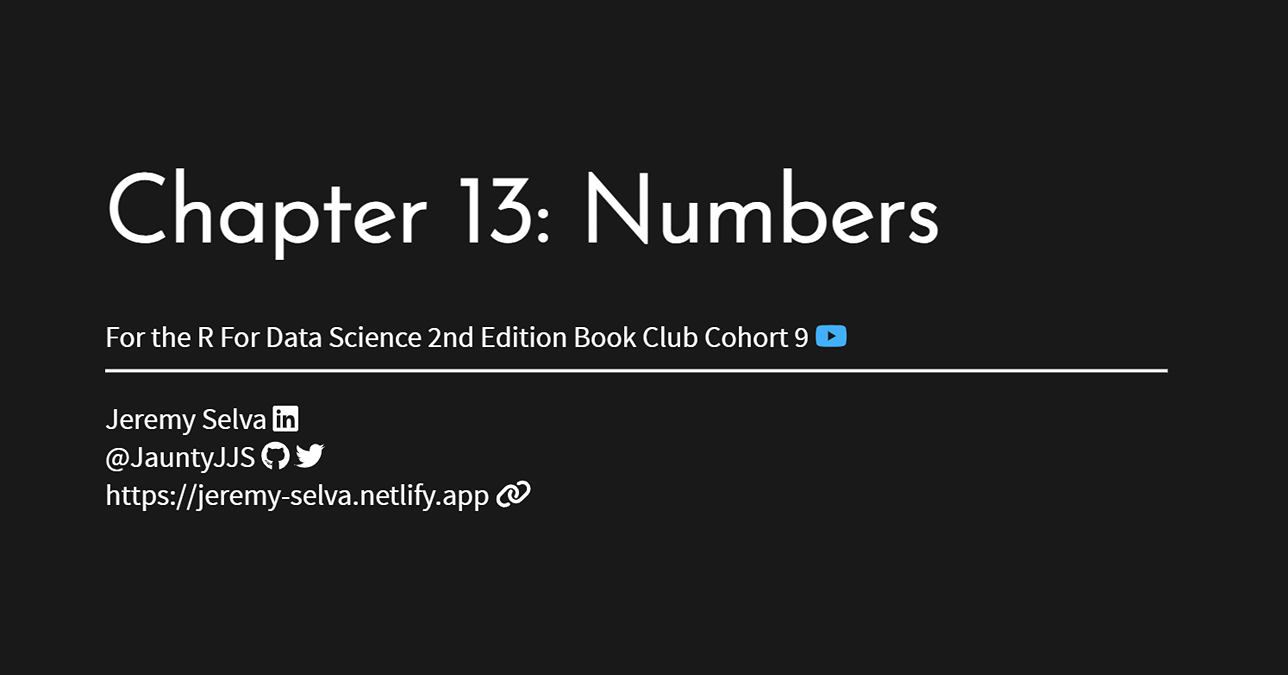 Chapter 13: Numbers
For the R For Data Science 2nd Edition Book Club Cohort 9
Jeremy Selva in
@JauntyJJS
https://jeremy-selva.netlify.app